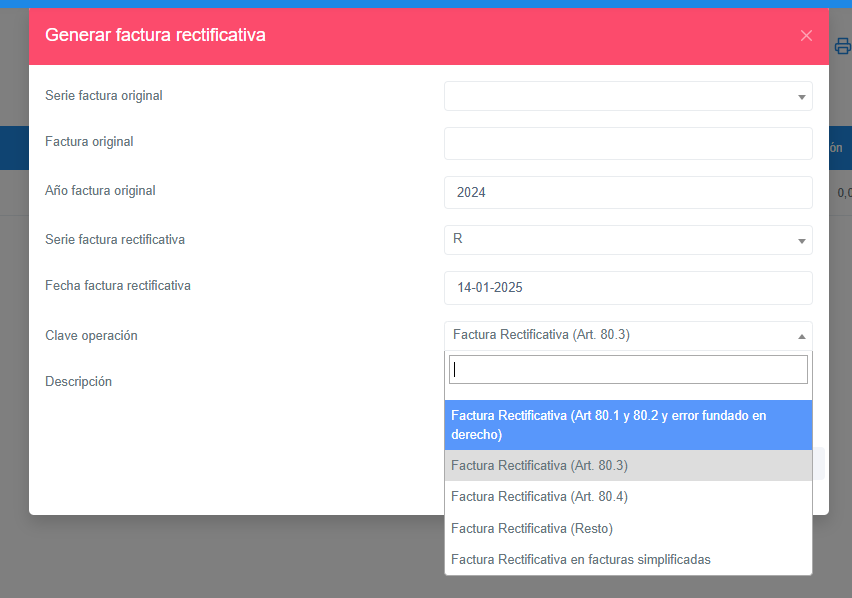 Generar factura rectificativa
Serie factura original
Factura original
Año factura original
2024
Serie factura rectificativa
R
Fecha factura rectificativa
14-01-2025
Clave operación
Factura Rectificativa (Art. 80.3)
Descripción
Factura Rectificativa (Art 80.1 y 80.2 y error fundado en
derecho)
Factura Rectificativa (Art. 80.3)
Factura Rectificativa (Art. 80.4)
Factura Rectificativa (Resto)
Factura Rectificativa en facturas simplificadas